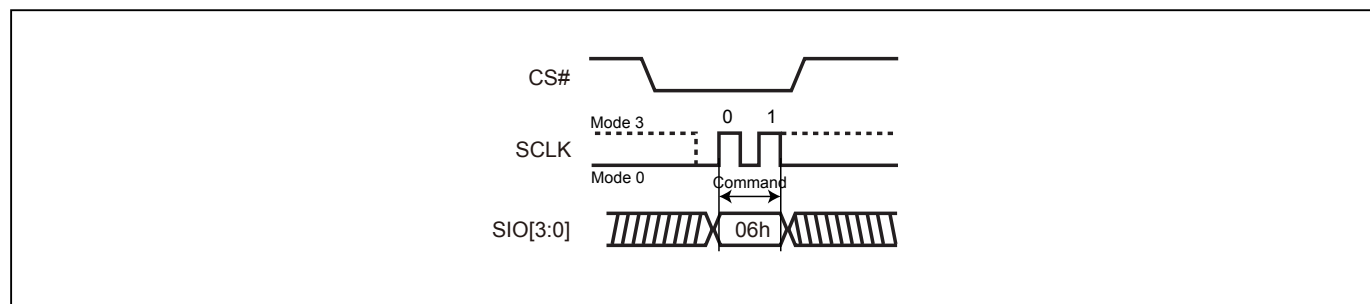 CS#
Mode 3
0 1
SCLK
Mode 0
Command
SIO[3:0]
06h